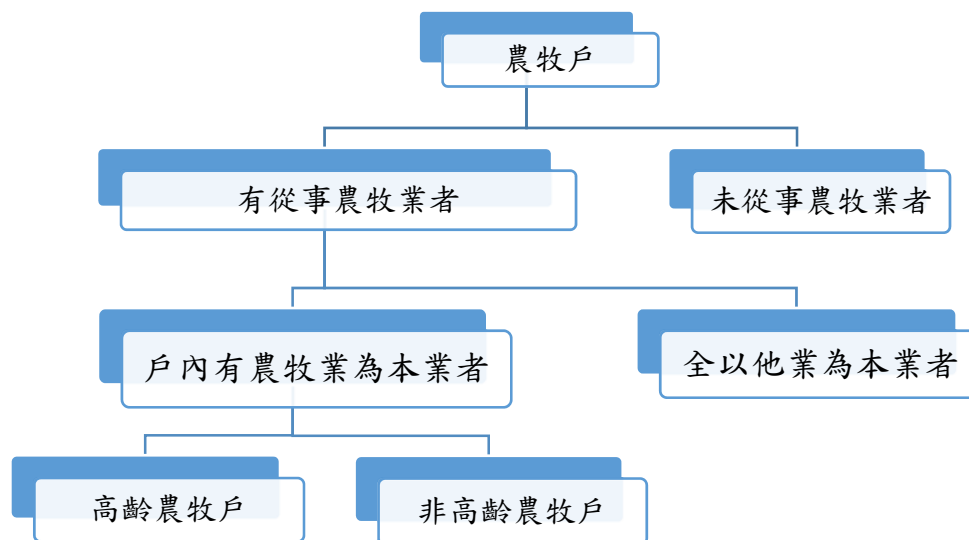 農牧戶
有從事農牧業者
未從事農牧業者
戶內有農牧業為本業者
全以他業為本業者
高齡農牧戶
非高齡農牧戶